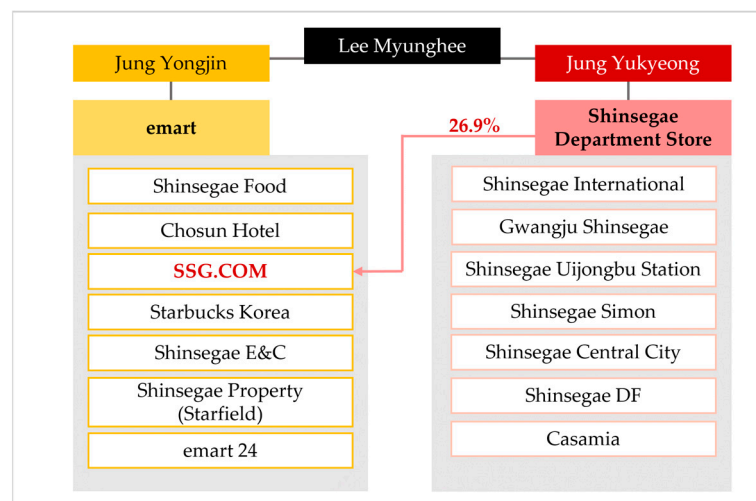 Lee Myunghee
Jung Yongjin
Jung Yukyeong
emart
26.9%
Shinsegae
Department Store
Shinsegae Food
Chosun Hotel
SSG.COM
Starbucks Korea
Shinsegae E&C
Shinsegae Property
(Starfield)
emart 24
Shinsegae International
Gwangju Shinsegae
Shinsegae Uijongbu Station
Shinsegae Simon
Shinsegae Central City
Shinsegae DF
Casamia